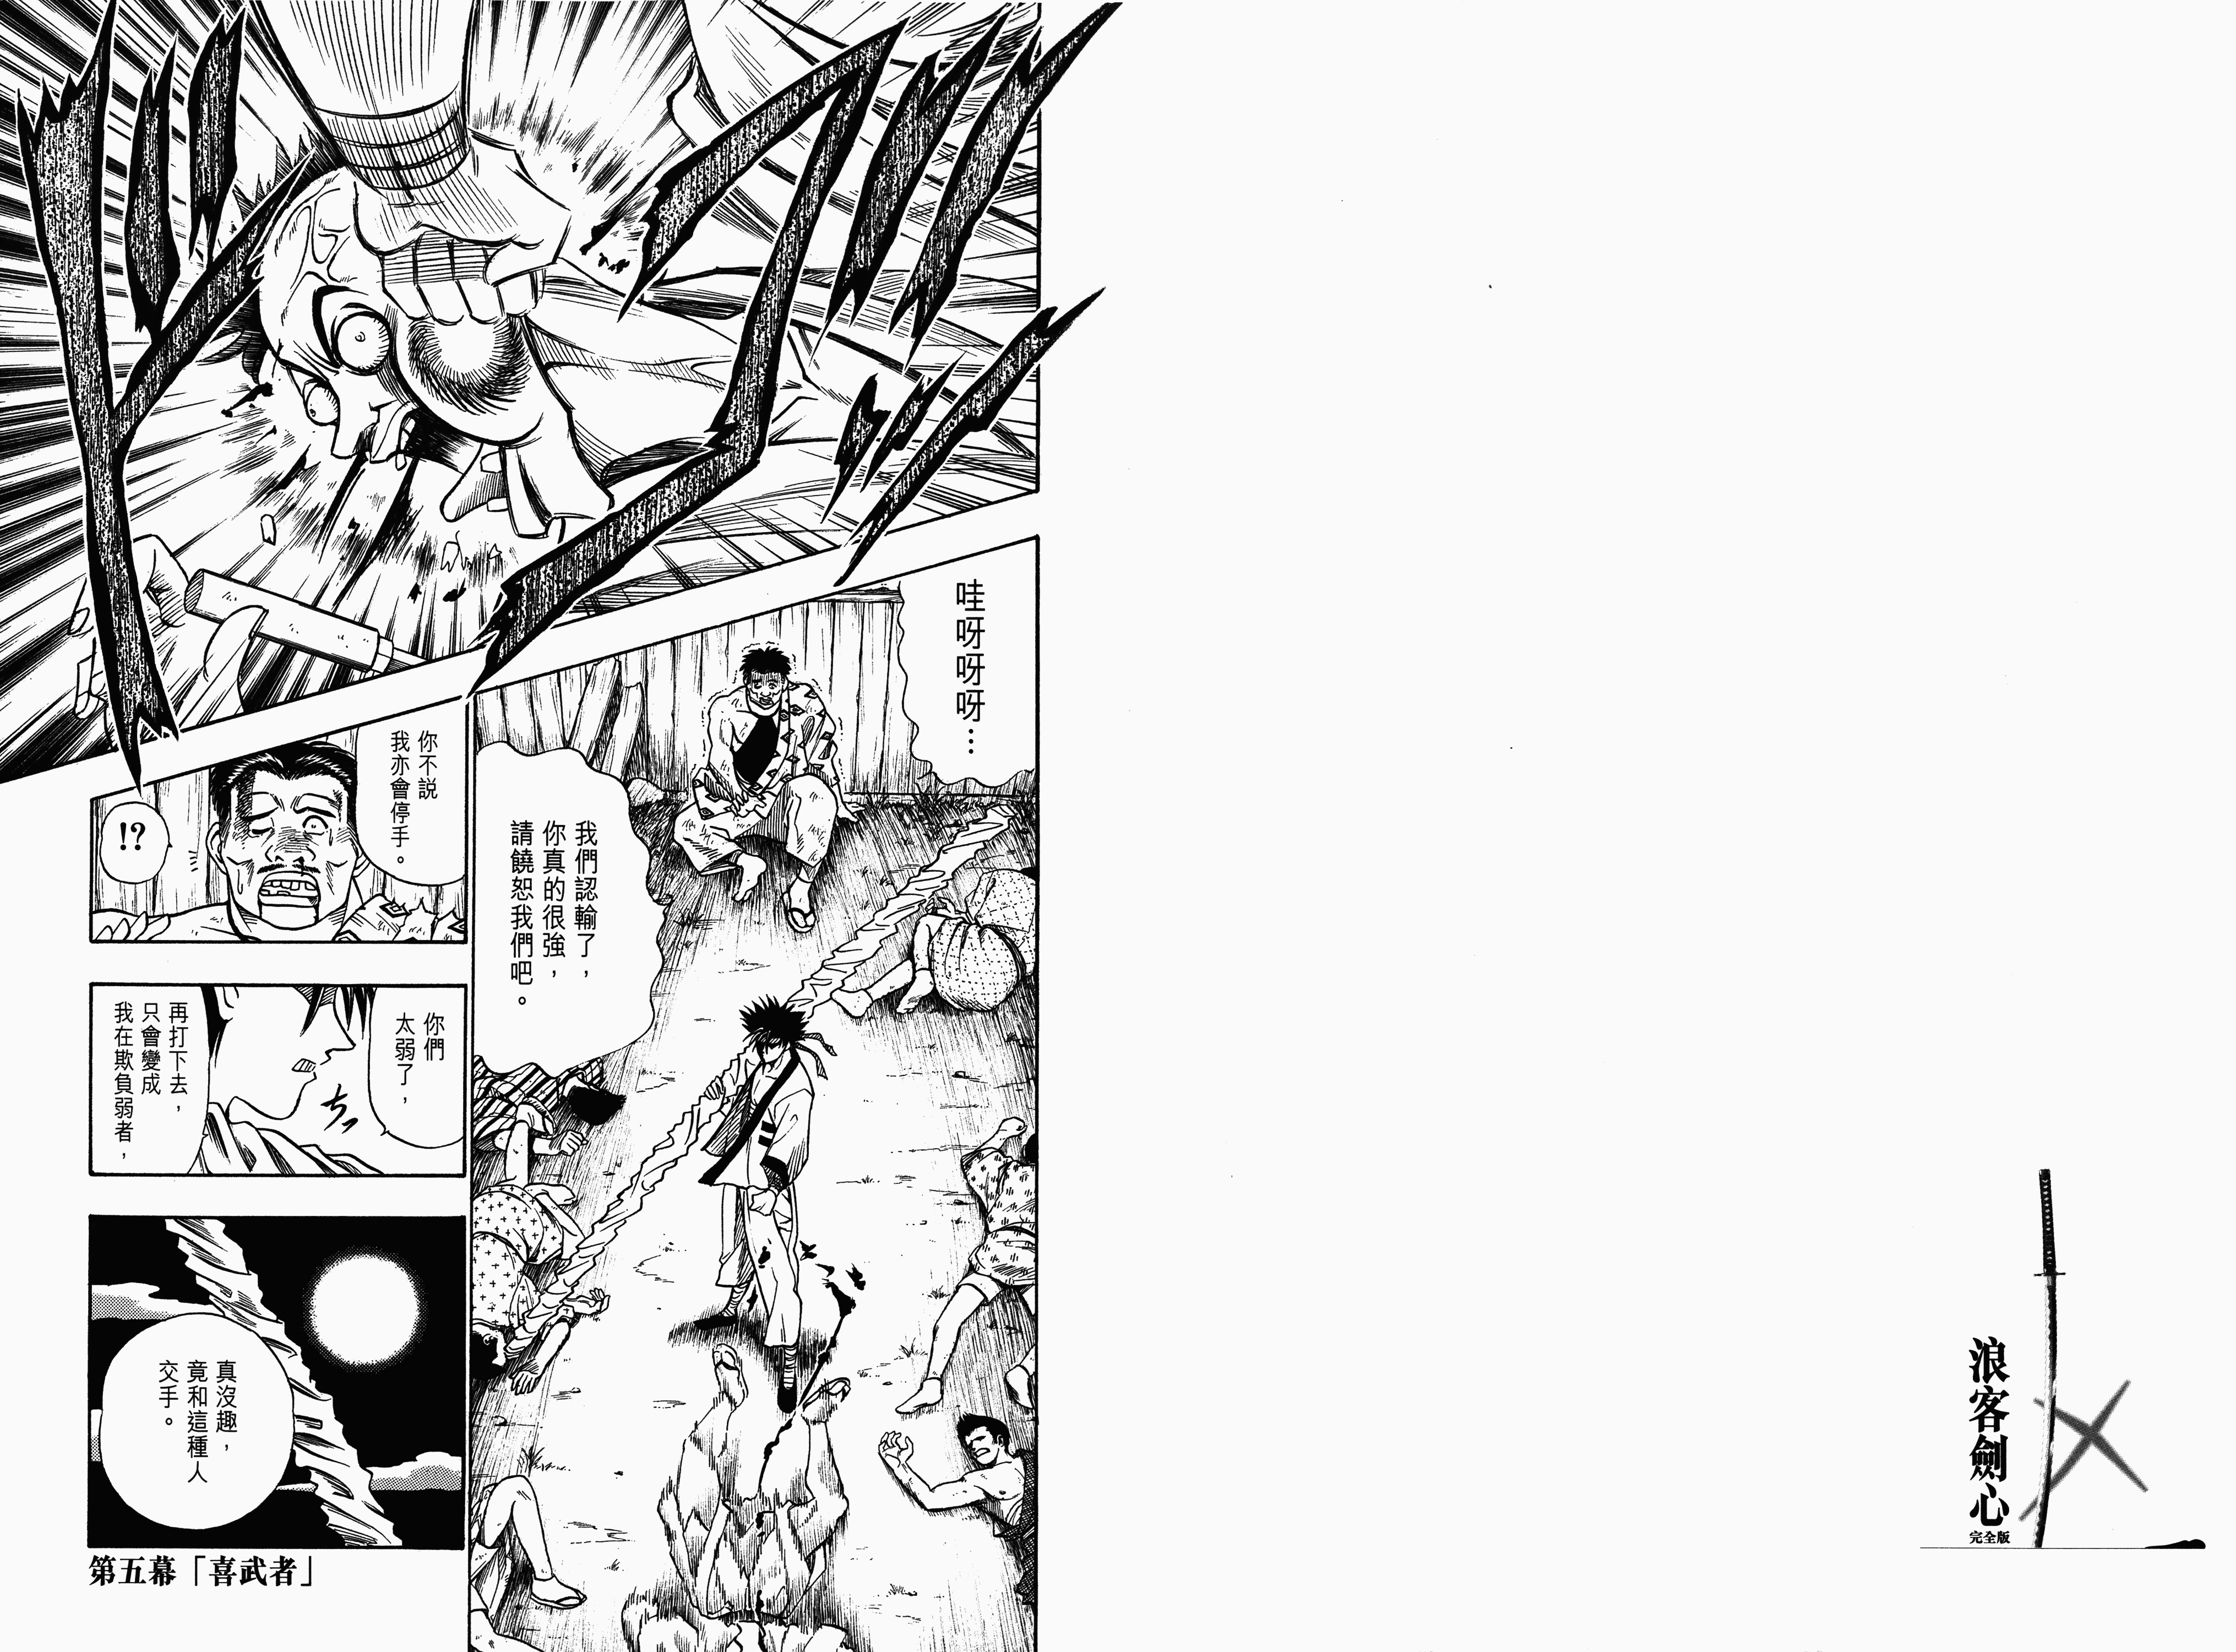 浪客劍心
完全版
哇呀呀呀…
我們認輸了，
你真的很強，
請饒恕我們吧。
你不説
我亦會停手。
!?
你們
太弱了，
ちっ
再打下去，
只會變成
我在欺負弱者，
真沒趣，
竟和這種人
交手。
第五幕「喜武者」